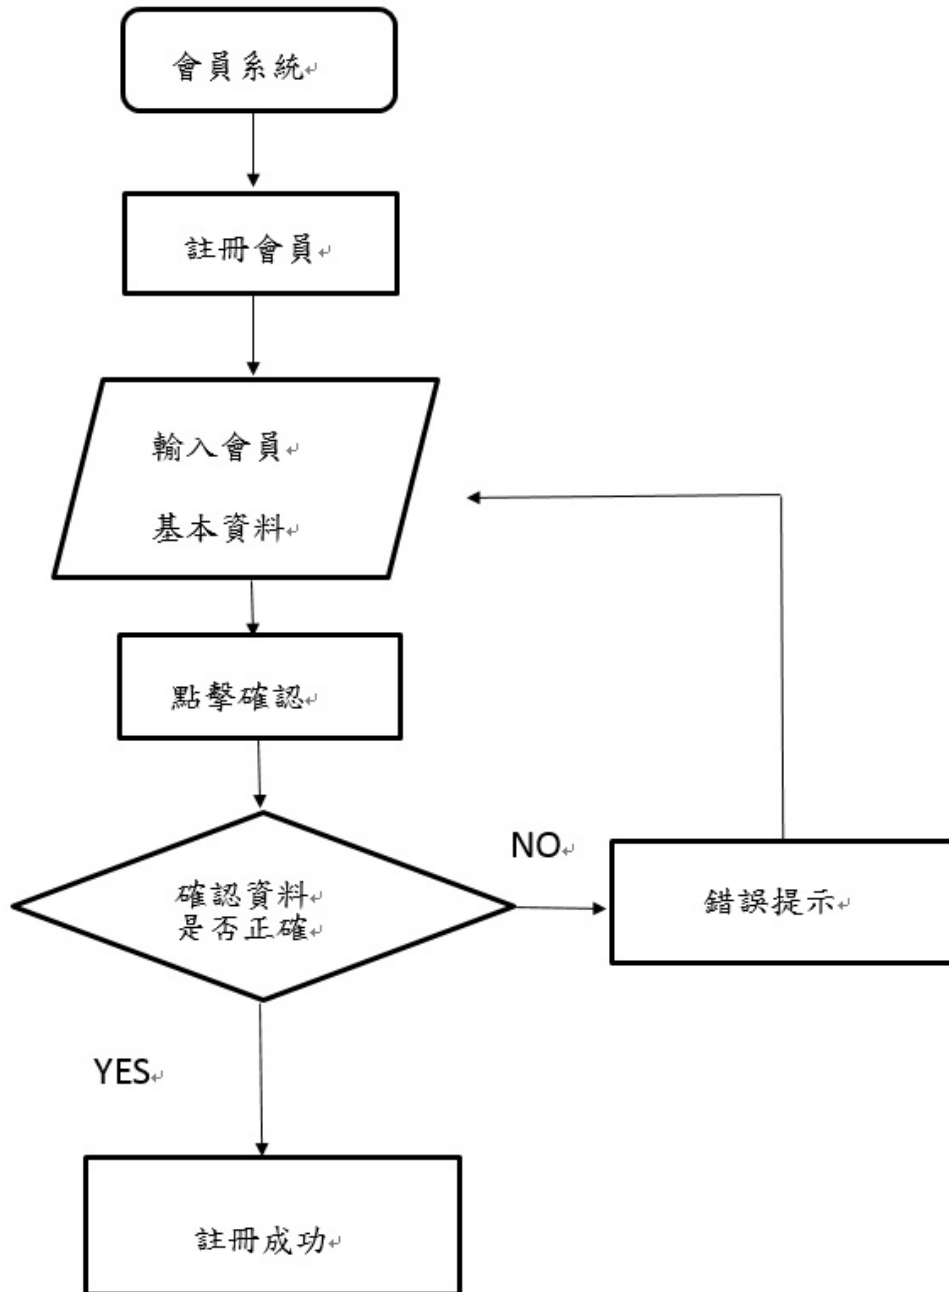 會員系統
註冊會員
輸入會員
基本資料
點擊確認
確認資料
是否正確
NO
錯誤提示
YES
註冊成功